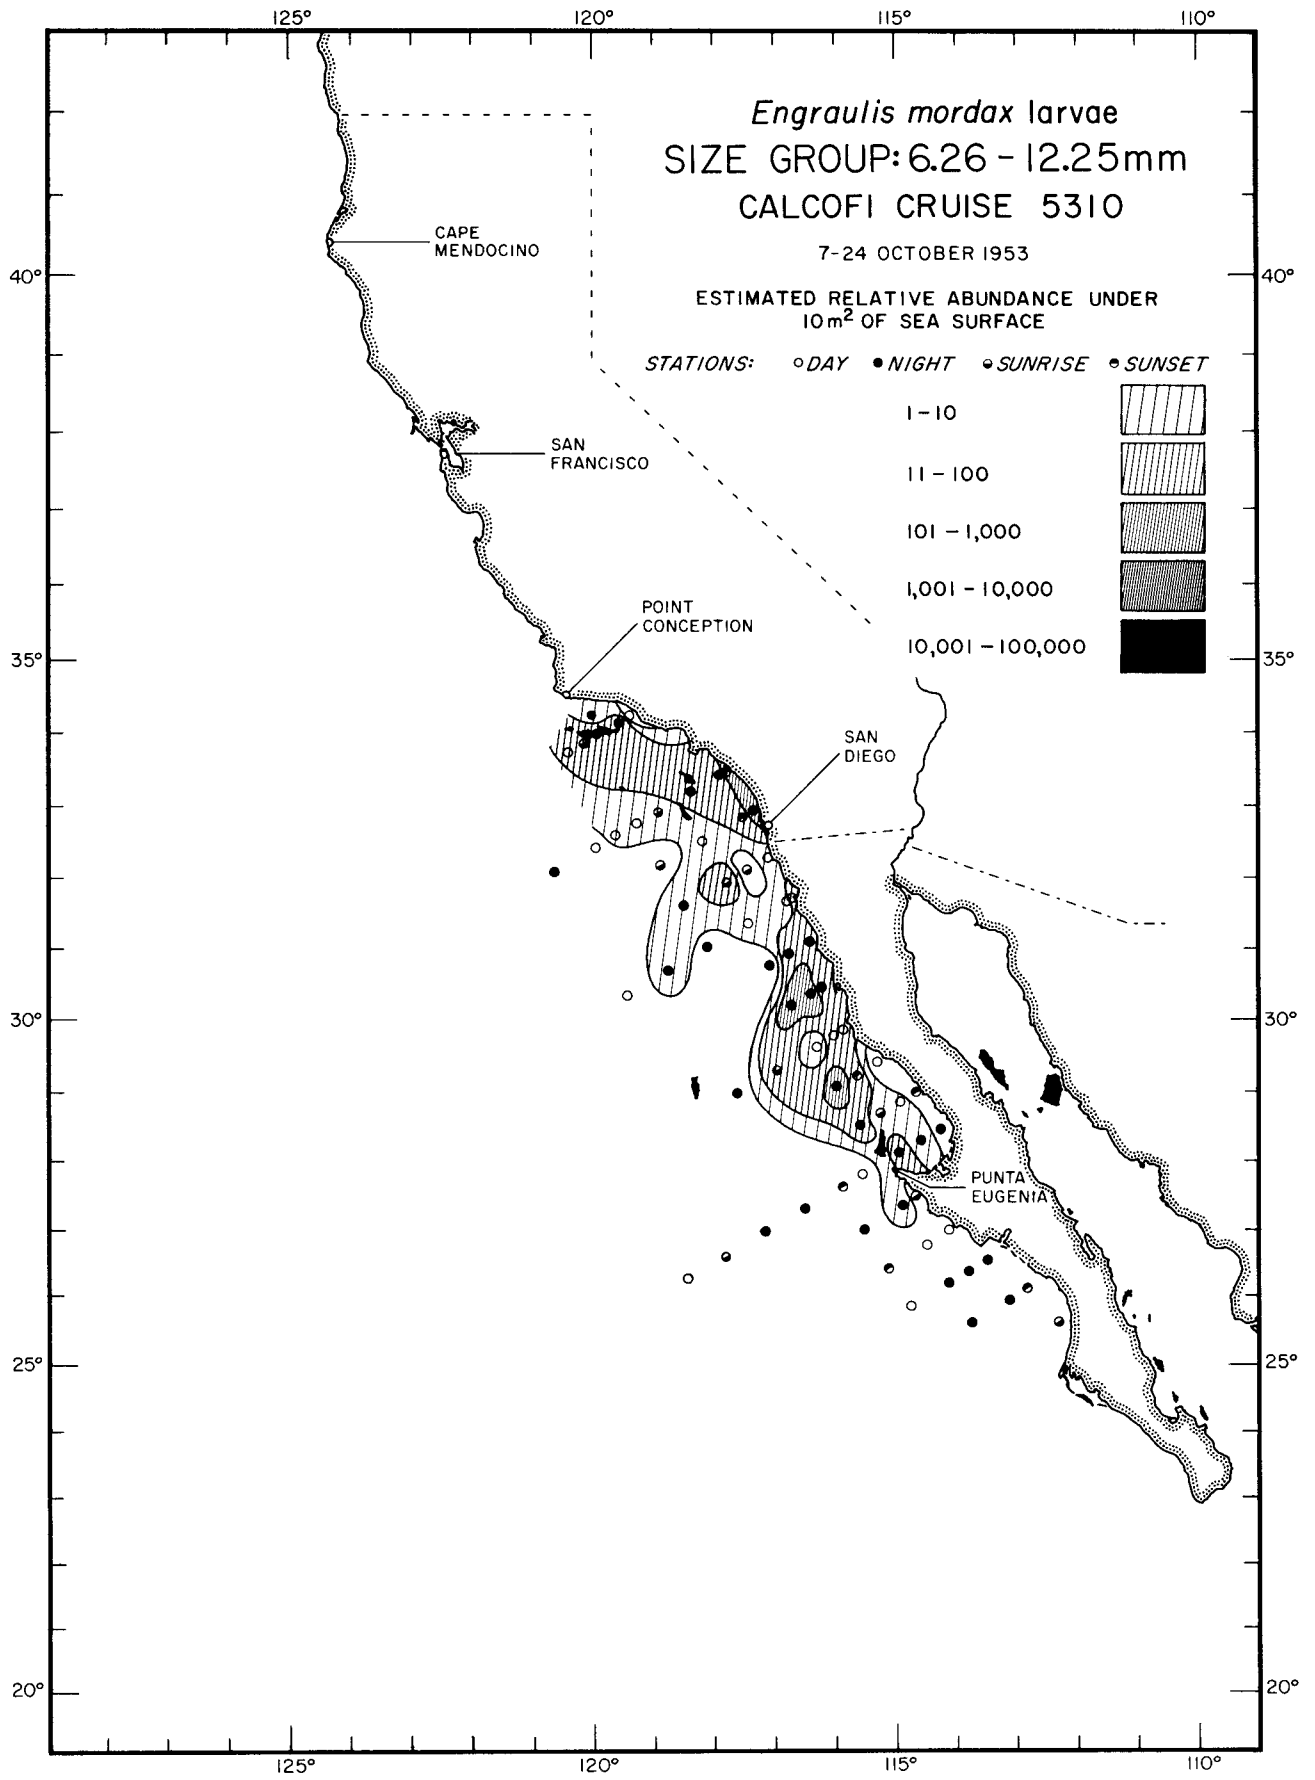 125° 120° 115° 110°
Engraulis mordax larvae
SIZE GROUP: 6.26 - 12.25mm
CALCOFI CRUISE 5310
7-24 OCTOBER 1953
ESTIMATED RELATIVE ABUNDANCE UNDER
10 m² OF SEA SURFACE
STATIONS: DAY NIGHT SUNRISE SUNSET
1-10
11-100
101-1,000
1,001-10,000
10,001-100,000
CAPE
MENDOCINO
40° 40°
SAN
FRANCISCO
POINT
CONCEPTION
35° 35°
SAN
DIEGO
30° 30°
PUNTA
EUGENIA
25° 25°
20° 20°
125° 120° 115° 110°